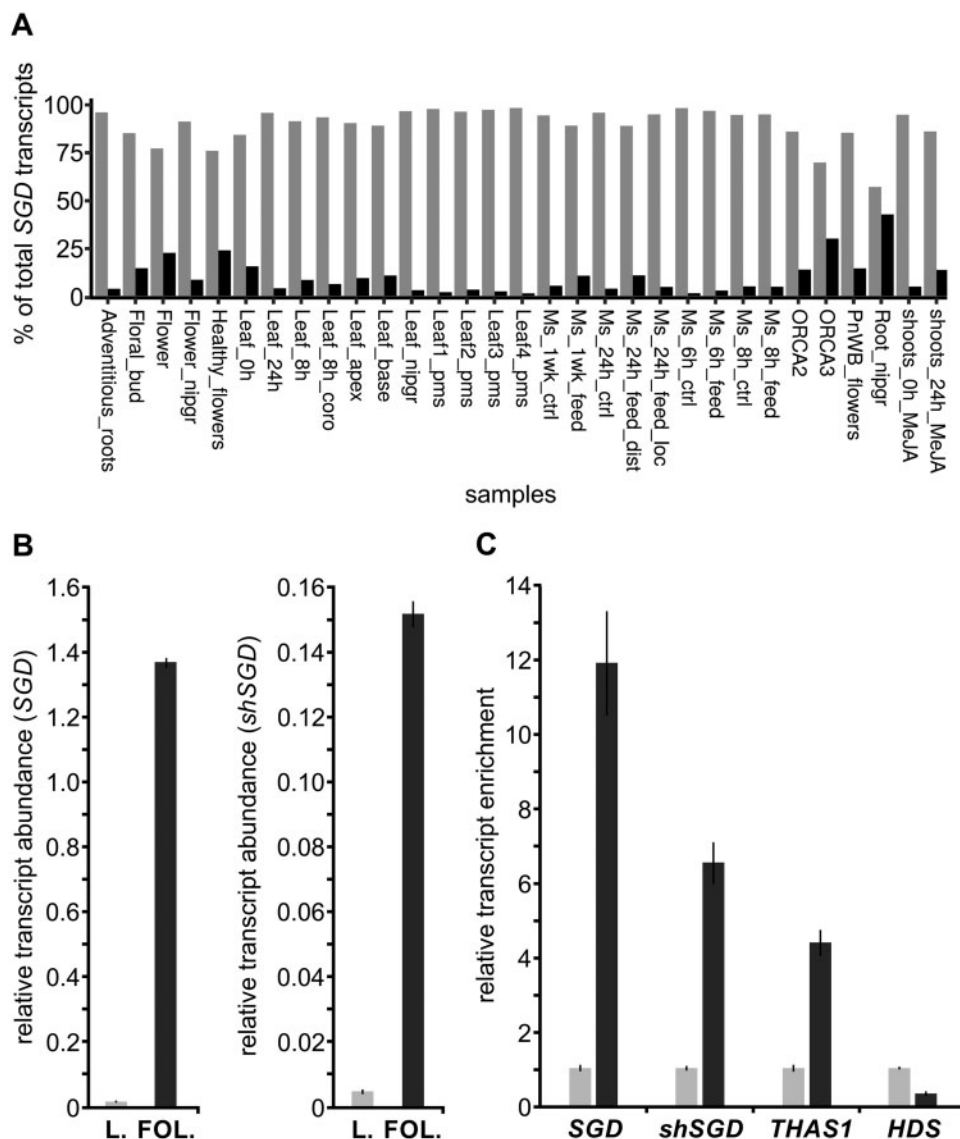 A
% of total SGD transcripts
100
75
50
25
0
Adventitious_roots
Floral_bud
Flower
Flower_nipgr
Healthy_flowers
Leaf_0h
Leaf_24h
Leaf_8h
Leaf_8h_coro
Leaf_apex
Leaf_base
Leaf_nipgr
Leaf1_pms
Leaf2_pms
Leaf3_pms
Leaf4_pms
Ms_1wk_ctrl
Ms_1wk_feed
Ms_24h_ctrl
Ms_24h_feed_dist
Ms_24h_feed_loc
Ms_6h_ctrl
Ms_6h_feed
Ms_8h_ctrl
Ms_8h_feed
ORCA2
ORCA3
PnWB_flowers
Root_nipgr
shoots_0h_MeJA
shoots_24h_MeJA
samples
B
relative transcript abundance (SGD)
1.6
1.4
1.2
1.0
0.8
0.6
0.4
0.2
0
L. FOL.
relative transcript abundance (shSGD)
0.16
0.14
0.12
0.10
0.08
0.06
0.04
0.02
0
L. FOL.
C
relative transcript enrichment
14
12
10
8
6
4
2
0
SGD shSGD THAS1 HDS